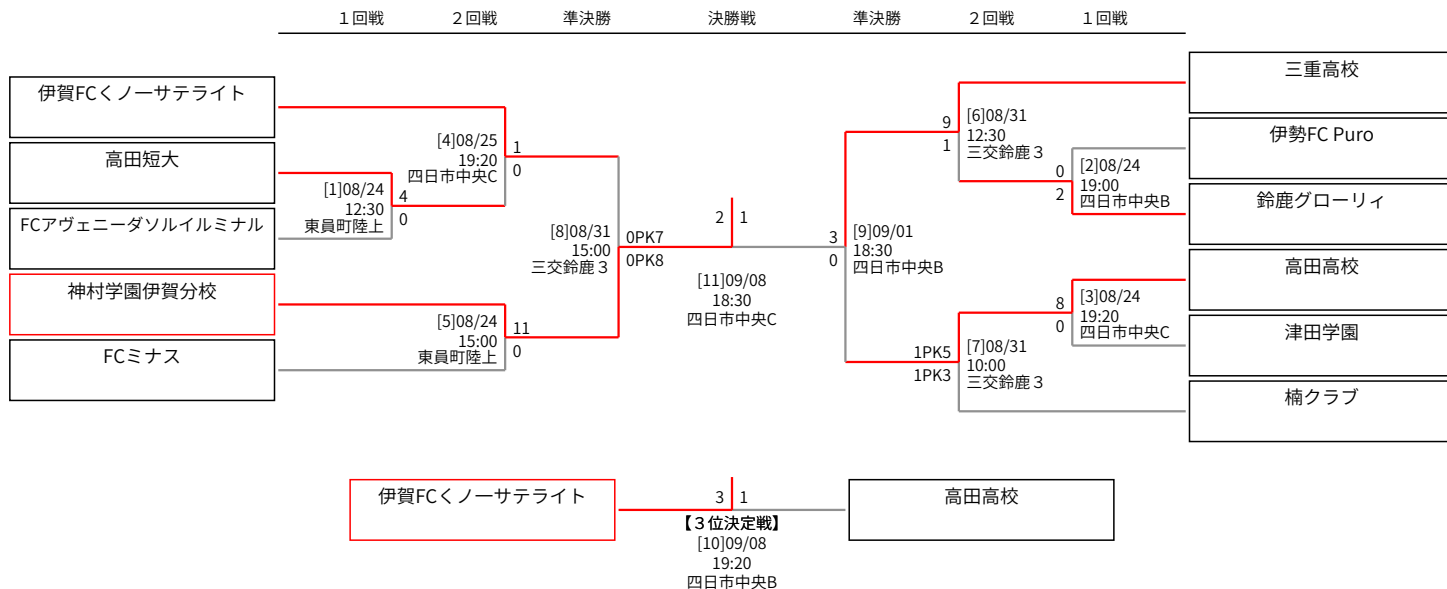 １回戦
２回戦
準決勝
決勝戦
準決勝
２回戦
１回戦
伊賀FCくノ一サテライト
高田短大
FCアヴェニーダソルイルミナル
神村学園伊賀分校
FCミナス
[1]08/24
12:30
東員町陸上
4
0
[4]08/25
19:20
四日市中央C
1
0
[5]08/24
15:00
東員町陸上
11
0
[8]08/31
15:00
三交鈴鹿３
0PK7
0PK8
2
1
[11]09/08
18:30
四日市中央C
3
0
[9]09/01
18:30
四日市中央B
9
1
[6]08/31
12:30
三交鈴鹿３
0
2
[2]08/24
19:00
四日市中央B
8
0
[3]08/24
19:20
四日市中央C
1PK5
1PK3
[7]08/31
10:00
三交鈴鹿３
三重高校
伊勢FC Puro
鈴鹿グローリィ
高田高校
津田学園
楠クラブ
伊賀FCくノ一サテライト
3
1
高田高校
【３位決定戦】
[10]09/08
19:20
四日市中央B